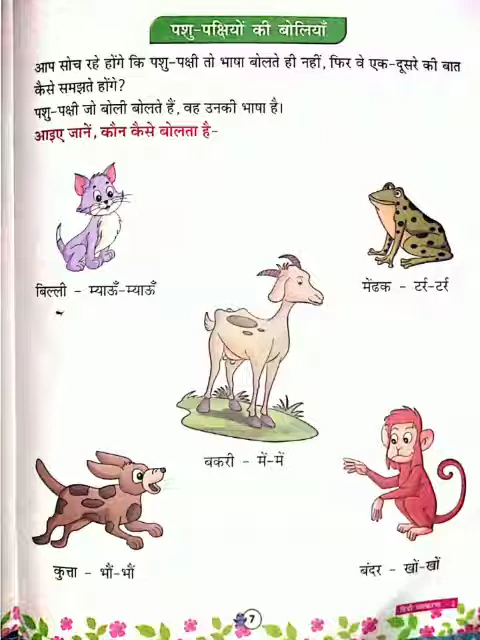 पशु-पक्षियों की बोलियाँ
आप सोच रहे होंगे कि पशु-पक्षी तो भाषा बोलते ही नहीं, फिर वे एक-दूसरे की बात
कैसे समझते होंगे?
पशु-पक्षी जो बोली बोलते हैं, वह उनकी भाषा है।
आइए जानें, कौन कैसे बोलता है-
बिल्ली - म्याऊँ-म्याऊँ
मेंढक - टर्र-टर्र
बकरी - में-में
कुत्ता - भौं-भौं
बंदर - खों-खों
7